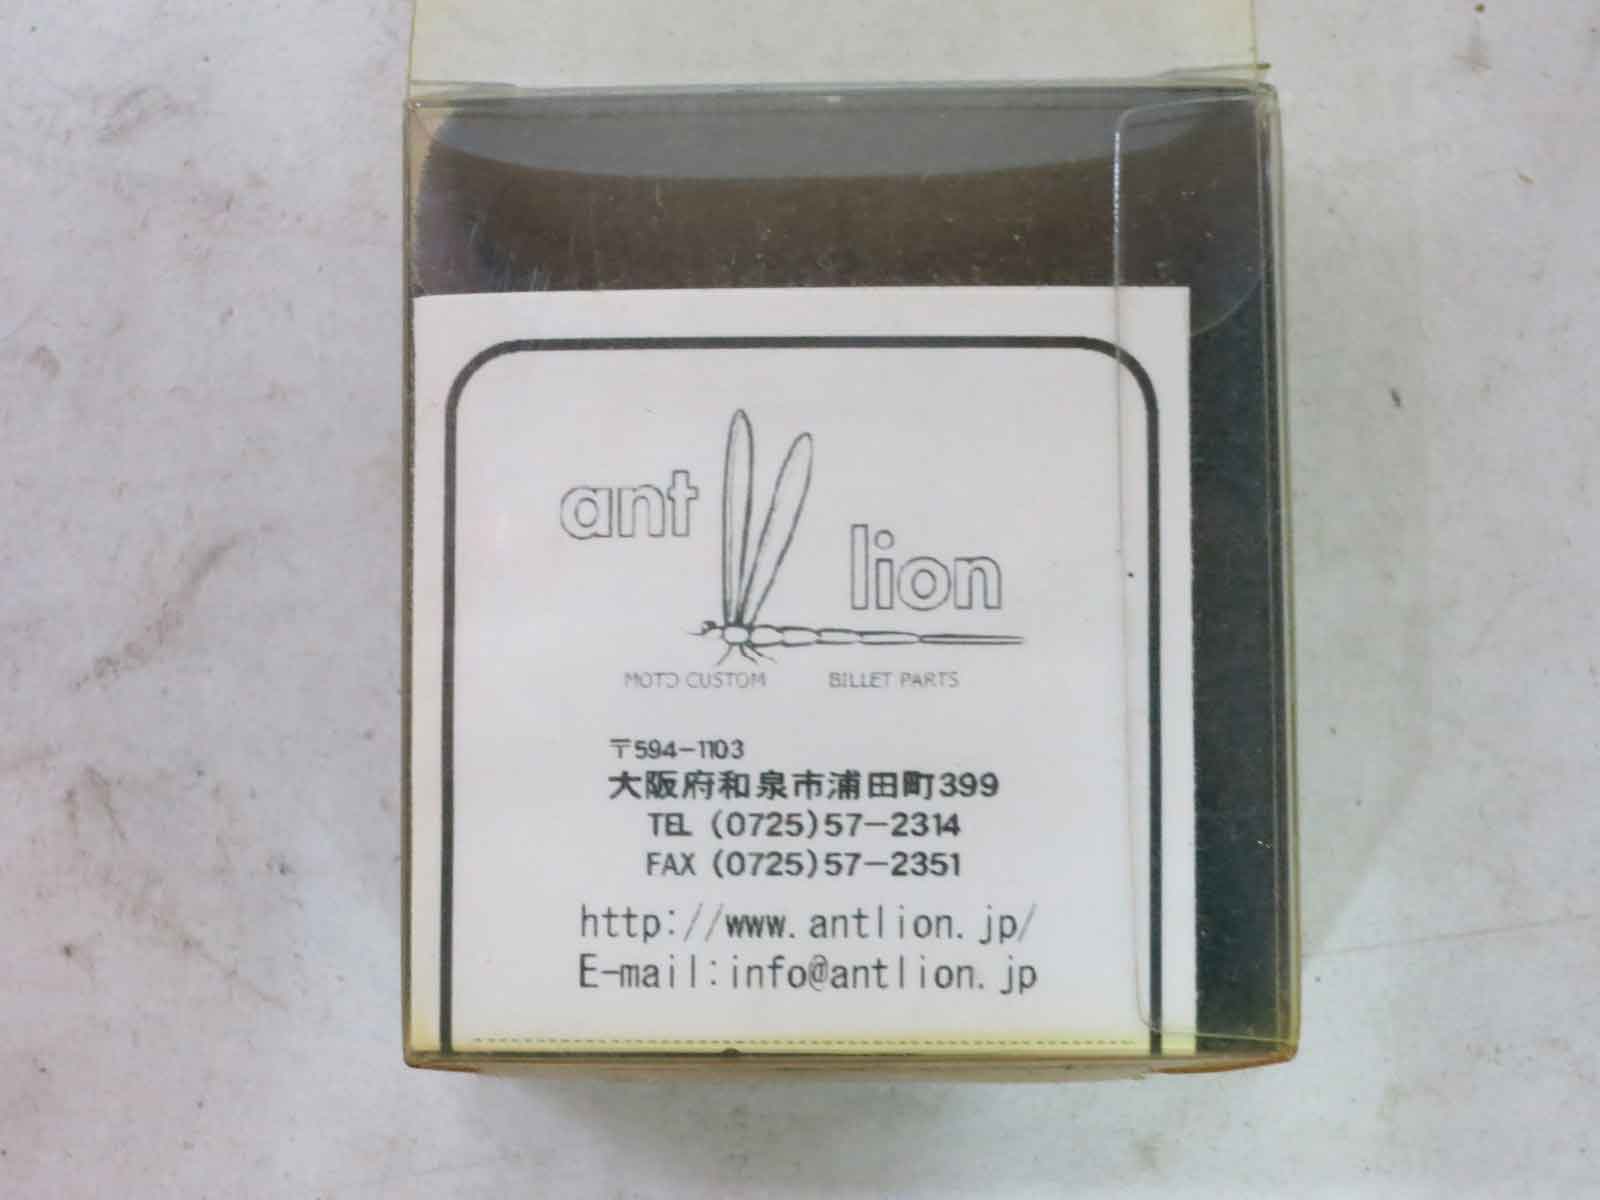 ant lion
MOTO CUSTOM BILLET PARTS
〒594-1103
大阪府和泉市浦田町399
TEL (0725)57-2314
FAX (0725)57-2351
http://www.antlion.jp/
E-mail:info@antlion.jp